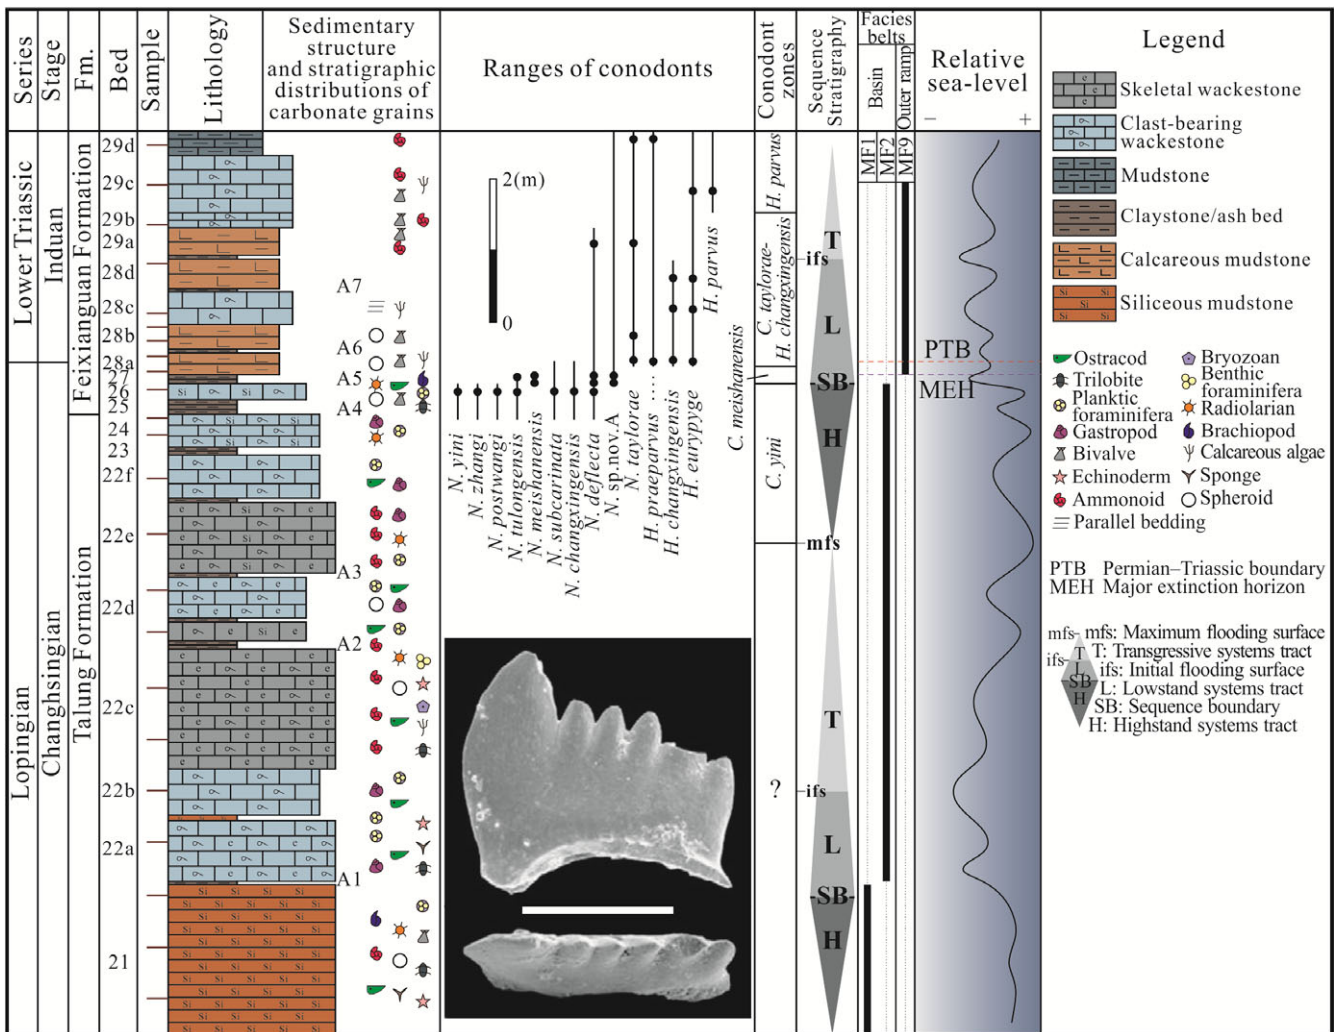 Series
Stage
Fm.
Bed
Sample
Lithology
Sedimentary
structure
and stratigraphic
distributions of
carbonate grains
Ranges of conodonts
Conodont
zones
Sequence
Stratigraphy
Facies
belts
Basin
Outer ramp
MF1
MF2
MF9
Relative
sea-level
−
+
Legend
Skeletal wackestone
Clast-bearing
wackestone
Mudstone
Claystone/ash bed
Calcareous mudstone
Siliceous mudstone
Ostracod
Trilobite
Planktic
foraminifera
Gastropod
Bivalve
Echinoderm
Ammonoid
Parallel bedding
Bryozoan
Benthic
foraminifera
Radiolarian
Brachiopod
Calcareous algae
Sponge
Spheroid
PTB Permian–Triassic boundary
MEH Major extinction horizon
mfs
ifs
T
L
SB
H
mfs: Maximum flooding surface
T: Transgressive systems tract
ifs: Initial flooding surface
L: Lowstand systems tract
SB: Sequence boundary
H: Highstand systems tract
Lower Triassic
Lopingian
Induan
Changhsingian
Feixianguan Formation
Talung Formation
29d
29c
29b
29a
28d
28c
28b
28a
27
26
25
24
23
22f
22e
22d
22c
22b
22a
21
A7
A6
A5
A4
A3
A2
A1
2(m)
0
N. yini
N. zhangi
N. postwangi
N. tulongensis
N. meishanensis
N. subcarinata
N. changxingensis
N. deflecta
N. sp.nov.A
N. taylorae
H. praeparvus
H. changxingensis
H. eurypyge
H. parvus
C. meishanensis
H. parvus
C. taylorae-
H. changxingensis
C. yini
?
T
ifs
L
SB
H
mfs
T
ifs
L
SB
H
PTB
MEH